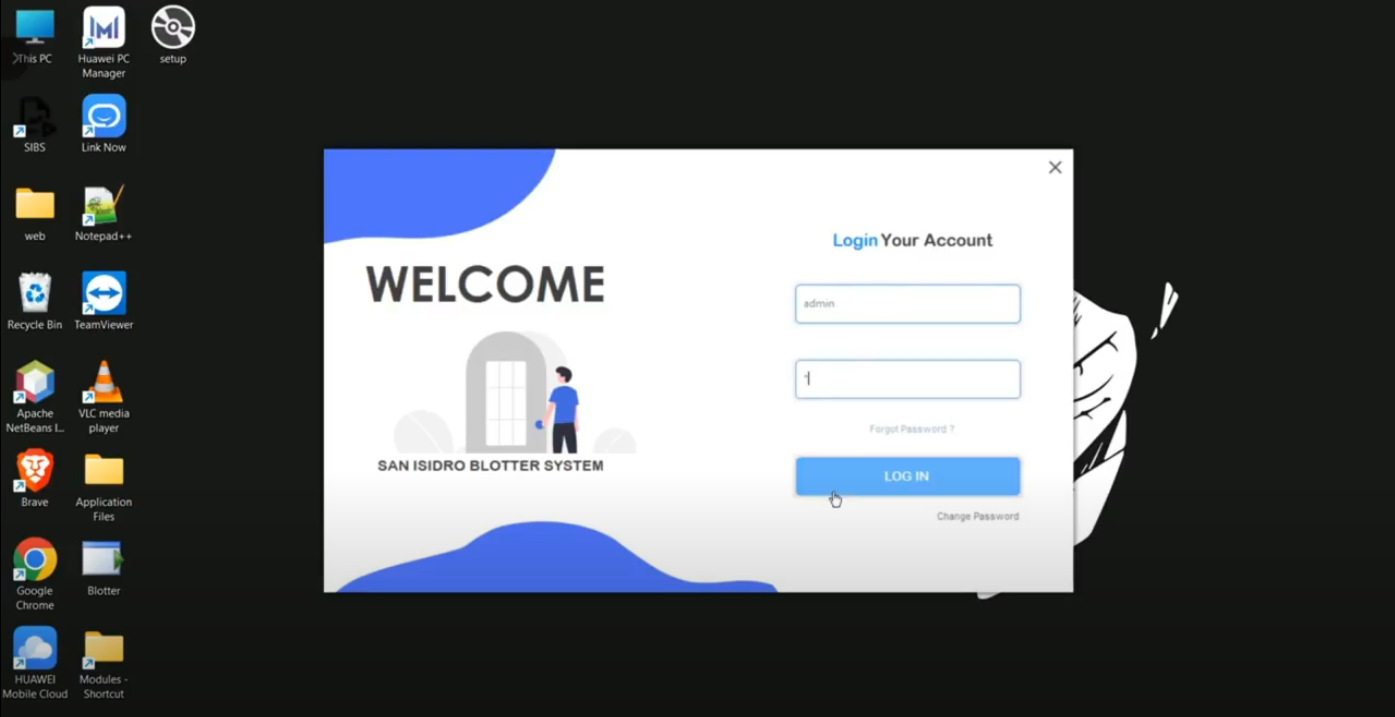 This PC
Huawei PC
Manager
setup
SIBS
Link Now
web
Notepad++
Recycle Bin
TeamViewer
Apache
NetBeans I...
VLC media
player
Brave
Application
Files
Google
Chrome
Blotter
HUAWEI
Mobile Cloud
Modules -
Shortcut
WELCOME
SAN ISIDRO BLOTTER SYSTEM
Login Your Account
admin
*
Forgot Password ?
LOG IN
Change Password